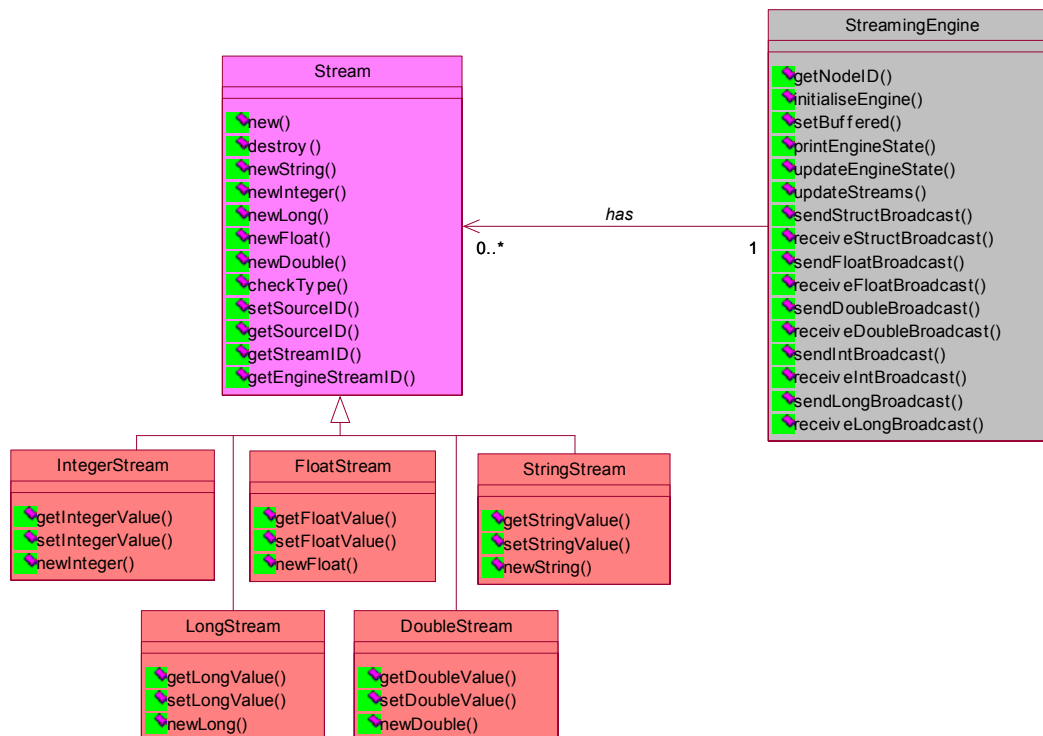 StreamingEngine
getNodeID()
initialiseEngine()
setBuffered()
printEngineState()
updateEngineState()
updateStreams()
sendStructBroadcast()
receiveStructBroadcast()
sendFloatBroadcast()
receiveFloatBroadcast()
sendDoubleBroadcast()
receiveDoubleBroadcast()
sendIntBroadcast()
receiveIntBroadcast()
sendLongBroadcast()
receiveLongBroadcast()
Stream
new()
destroy()
newString()
newInteger()
newLong()
newFloat()
newDouble()
checkType()
setSourceID()
getSourceID()
getStreamID()
getEngineStreamID()
has
0..*
1
IntegerStream
getIntegerValue()
setIntegerValue()
newInteger()
FloatStream
getFloatValue()
setFloatValue()
newFloat()
StringStream
getStringValue()
setStringValue()
newString()
LongStream
getLongValue()
setLongValue()
newLong()
DoubleStream
getDoubleValue()
setDoubleValue()
newDouble()